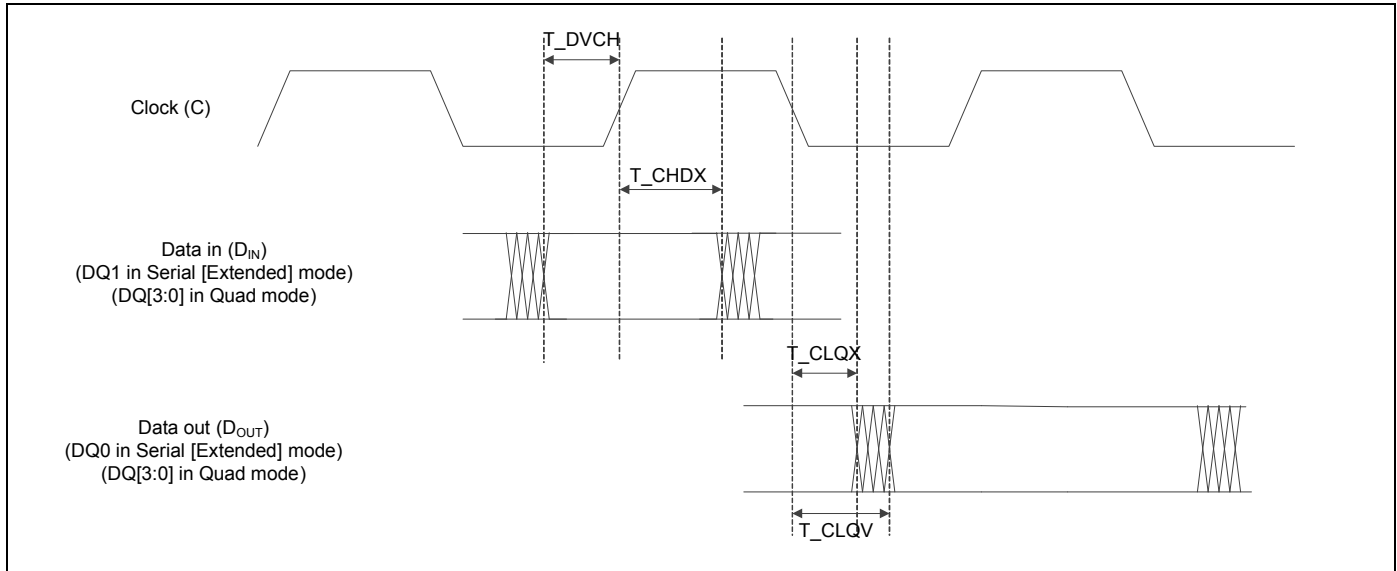 T_DVCH
Clock (C)
T_CHDX
Data in (DIN)
(DQ1 in Serial [Extended] mode)
(DQ[3:0] in Quad mode)
T_CLQX
Data out (DOUT)
(DQ0 in Serial [Extended] mode)
(DQ[3:0] in Quad mode)
T_CLQV